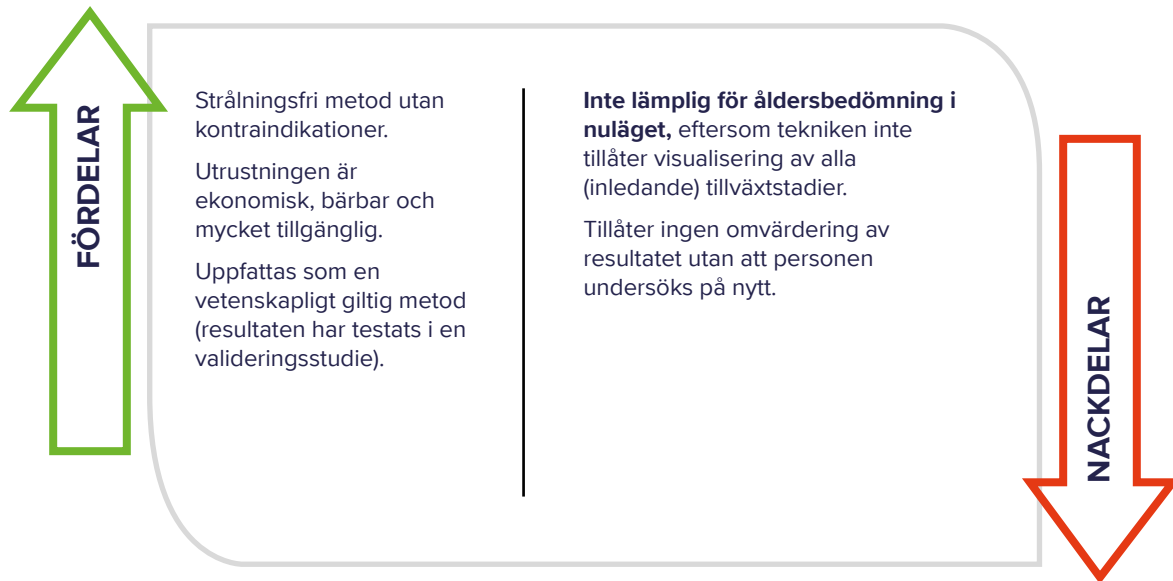 FÖRDELAR
Strålningsfri metod utan
kontraindikationer.
Utrustningen är
ekonomisk, bärbar och
mycket tillgänglig.
Uppfattas som en
vetenskapligt giltig metod
(resultaten har testats i en
valideringsstudie).
Inte lämplig för åldersbedömning i
nuläget, eftersom tekniken inte
tillåter visualisering av alla
(inledande) tillväxtstadier.
Tillåter ingen omvärdering av
resultatet utan att personen
undersöks på nytt.
NACKDELAR